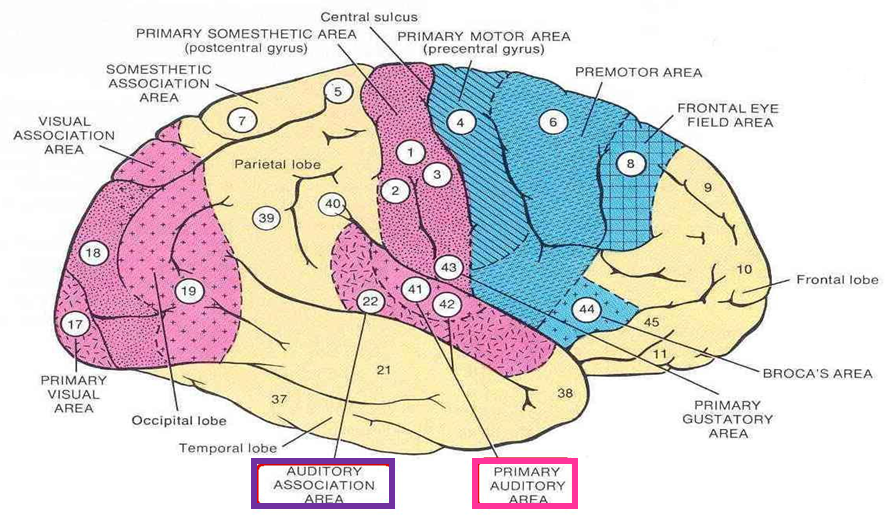 Central sulcus
PRIMARY SOMESTHETIC AREA
(postcentral gyrus)
PRIMARY MOTOR AREA
(precentral gyrus)
SOMESTHETIC
ASSOCIATION
AREA
PREMOTOR AREA
VISUAL
ASSOCIATION
AREA
FRONTAL EYE
FIELD AREA
5
7
4
6
8
Parietal lobe
1
3
2
9
39
40
18
43
10
Frontal lobe
19
41
22
42
44
17
45
11
21
BROCA'S AREA
PRIMARY
VISUAL
AREA
37
38
PRIMARY
GUSTATORY
AREA
Occipital lobe
Temporal lobe
AUDITORY
ASSOCIATION
AREA
PRIMARY
AUDITORY
AREA